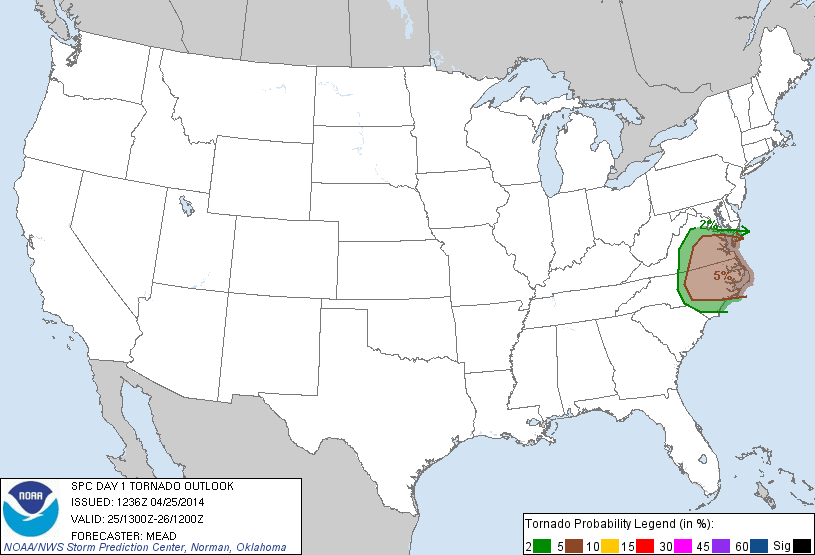 2%
5%
NOAA
SPC DAY 1 TORNADO OUTLOOK
ISSUED: 1236Z 04/25/2014
VALID: 25/1300Z-26/1200Z
FORECASTER: MEAD
NOAA/NWS Storm Prediction Center, Norman, Oklahoma
Tornado Probability Legend (in %):
2 5 10 15 30 45 60 Sig